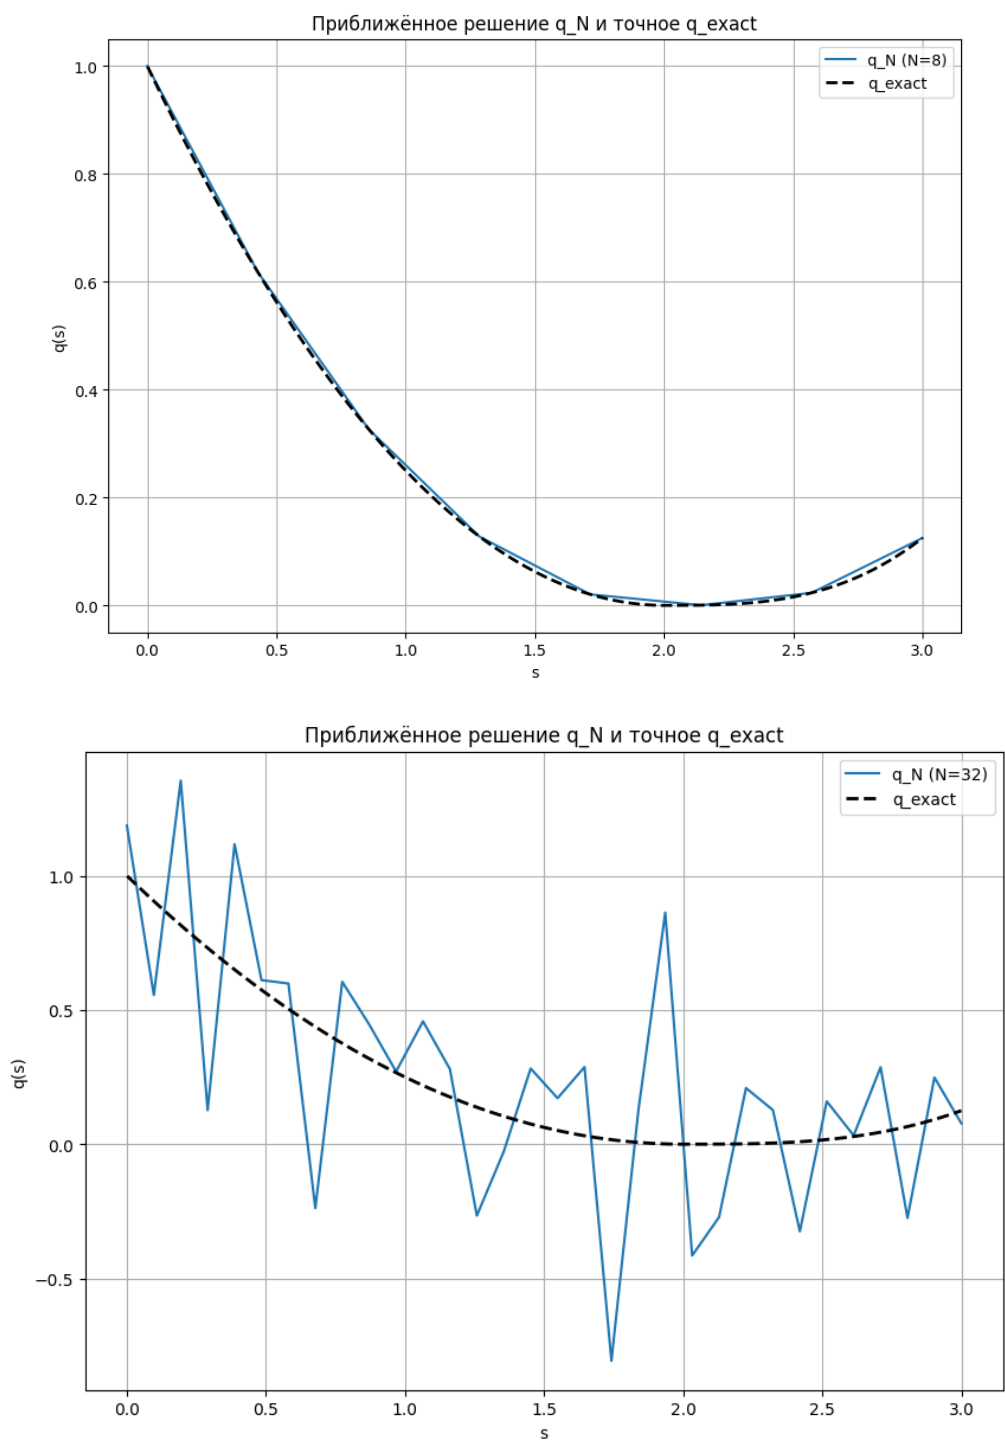 Приближённое решение q_N и точное q_exact
q_N (N=8)
q_exact
1.0
0.8
0.6
0.4
0.2
0.0
q(s)
0.0 0.5 1.0 1.5 2.0 2.5 3.0
s
Приближённое решение q_N и точное q_exact
q_N (N=32)
q_exact
1.0
0.5
0.0
−0.5
q(s)
0.0 0.5 1.0 1.5 2.0 2.5 3.0
s